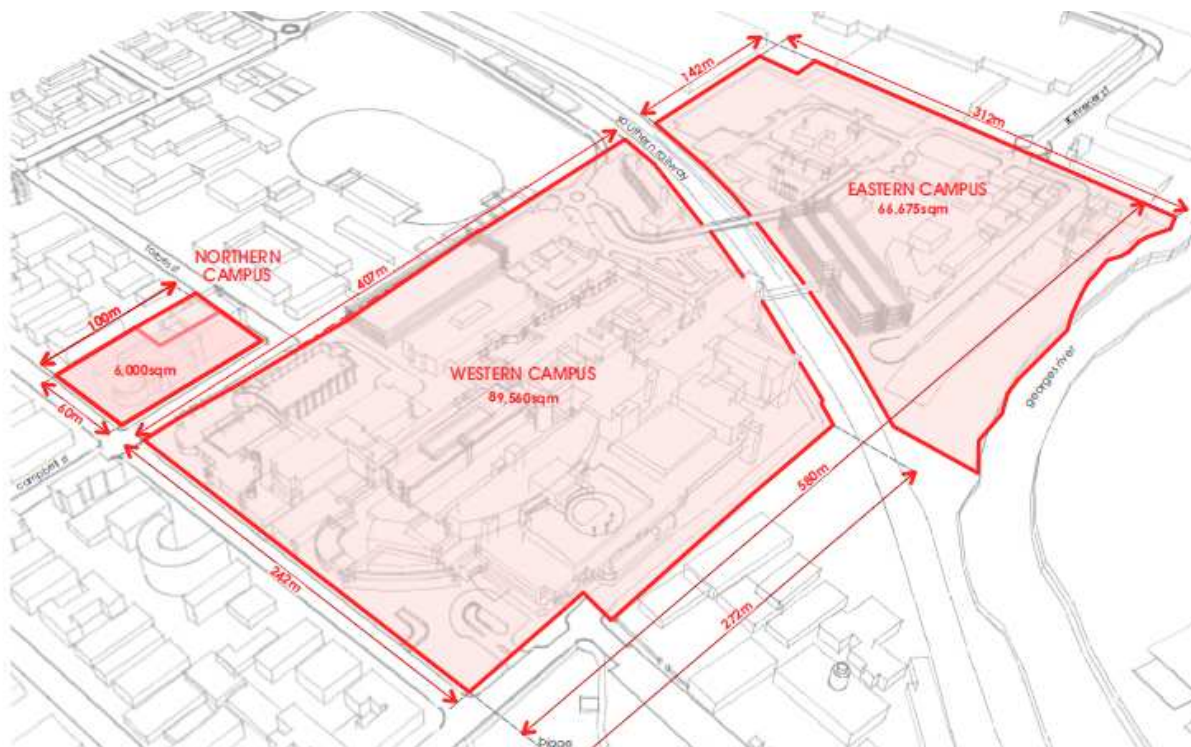 142m
312m
southern railway
EASTERN CAMPUS
66,675sqm
NORTHERN
CAMPUS
407m
100m
6,000sqm
60m
WESTERN CAMPUS
89,560sqm
georges river
campbell st
580m
242m
272m